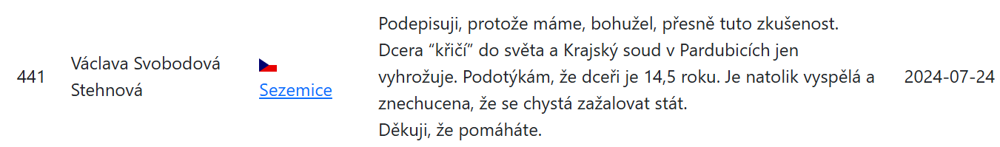 441
Václava Svobodová
Stehnová
Sezemice
Podepisuji, protože máme, bohužel, přesně tuto zkušenost.
Dcera “křičí” do světa a Krajský soud v Pardubicích jen
vyhrožuje. Podotýkám, že dceři je 14,5 roku. Je natolik vyspělá a
znechucena, že se chystá zažalovat stát.
Děkuji, že pomáháte.
2024-07-24